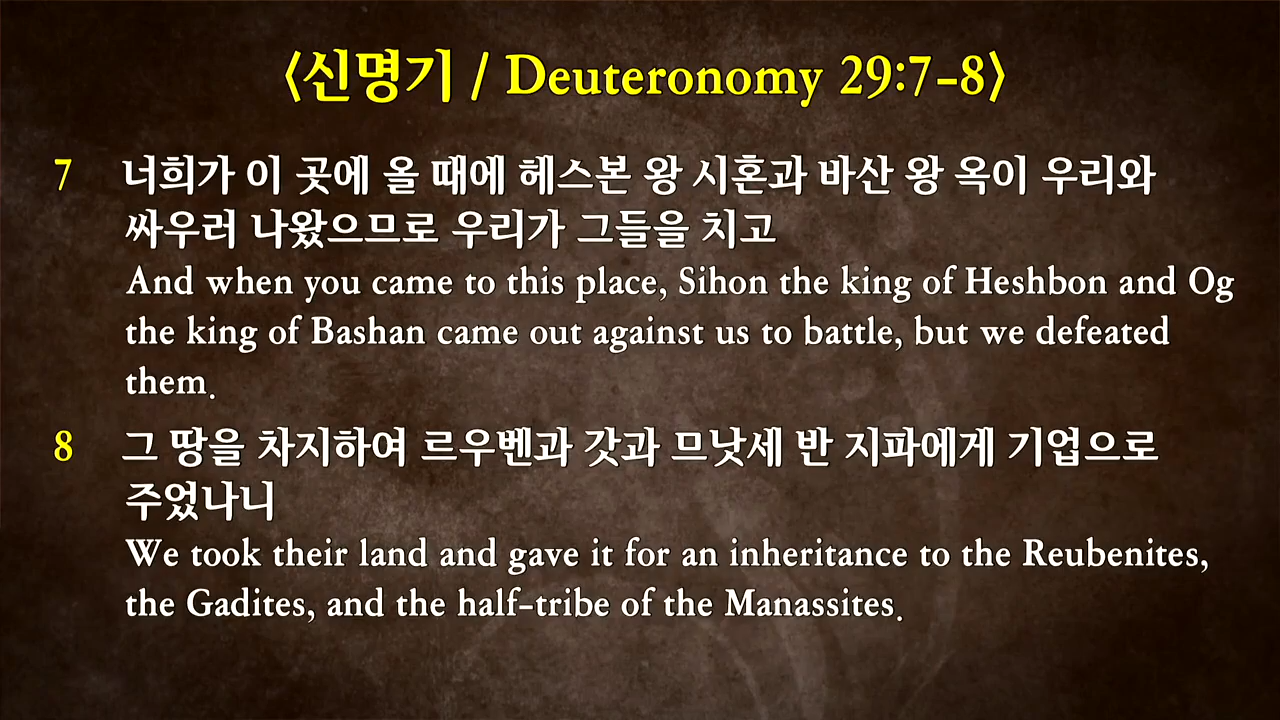 〈신명기 / Deuteronomy 29:7-8〉
7 너희가 이 곳에 올 때에 헤스본 왕 시혼과 바산 왕 옥이 우리와
싸우러 나왔으므로 우리가 그들을 치고
And when you came to this place, Sihon the king of Heshbon and Og
the king of Bashan came out against us to battle, but we defeated
them.
8 그 땅을 차지하여 르우벤과 갓과 므낫세 반 지파에게 기업으로
주었나니
We took their land and gave it for an inheritance to the Reubenites,
the Gadites, and the half-tribe of the Manassites.